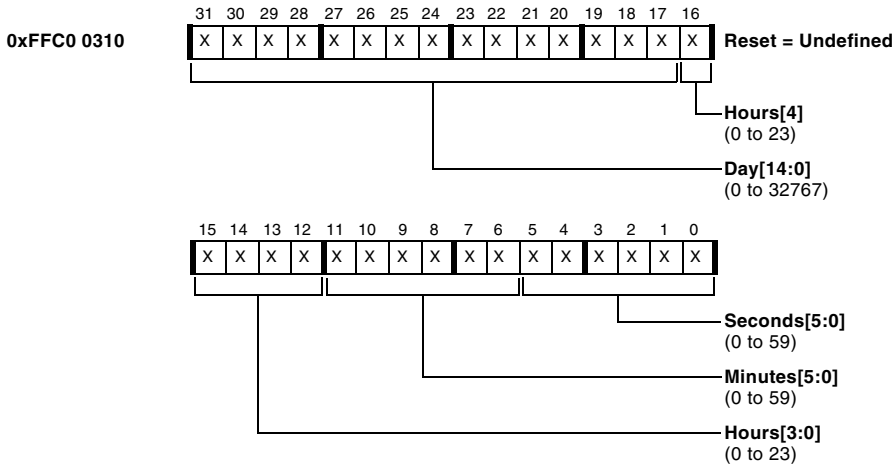 31 30 29 28 27 26 25 24 23 22 21 20 19 18 17 16
0xFFC0 0310 X X X X X X X X X X X X X X X X Reset = Undefined
Hours[4]
(0 to 23)
Day[14:0]
(0 to 32767)
15 14 13 12 11 10 9 8 7 6 5 4 3 2 1 0
X X X X X X X X X X X X X X X X
Seconds[5:0]
(0 to 59)
Minutes[5:0]
(0 to 59)
Hours[3:0]
(0 to 23)